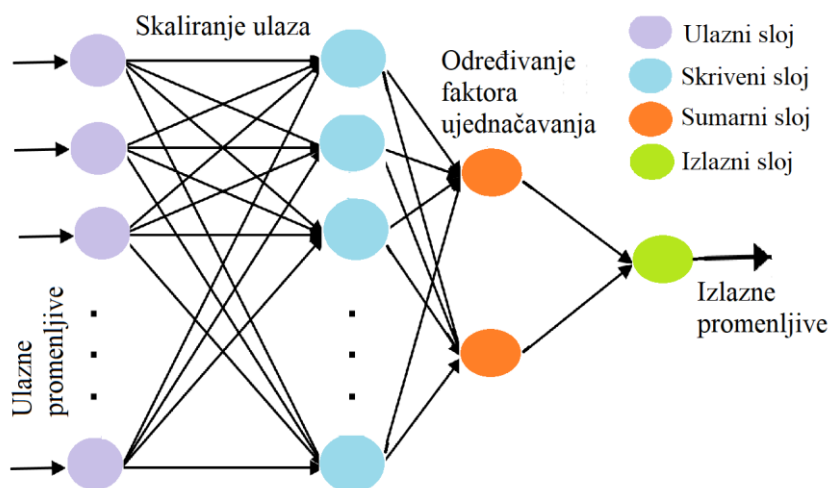 Skaliranje ulaza
Određivanje
faktora
ujednačavanja
Ulazni sloj
Skriveni sloj
Sumarni sloj
Izlazni sloj
Ulazne
promenljive
Izlazne
promenljive